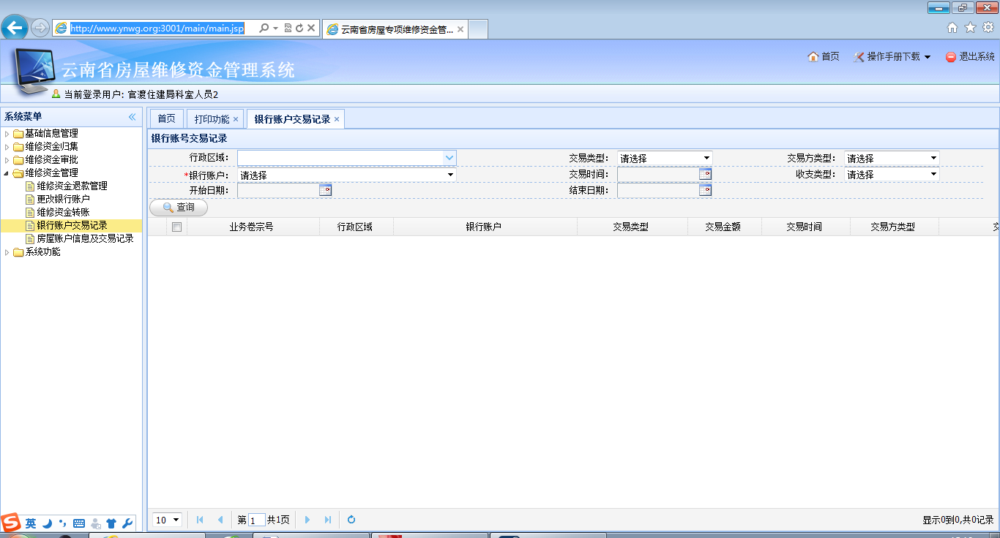 http://www.ynwg.org:3001/main/main.jsp
云南省房屋专项维修资金管...
云南省房屋维修资金管理系统
首页 操作手册下载 退出系统
当前登录用户: 官渡住建局科室人员2
系统菜单
基础信息管理
维修资金归集
维修资金审批
维修资金管理
维修资金退款管理
更改银行账户
维修资金转账
银行账户交易记录
房屋账户信息及交易记录
系统功能
首页 打印功能 银行账户交易记录
银行账号交易记录
行政区域: 交易类型: 请选择 交易方类型: 请选择
*银行账户: 请选择 交易时间: 收支类型: 请选择
开始日期: 结束日期:
查询
业务卷宗号 行政区域 银行账户 交易类型 交易金额 交易时间 交易方类型
10 第 1 共1页 显示0到0,共0记录
英